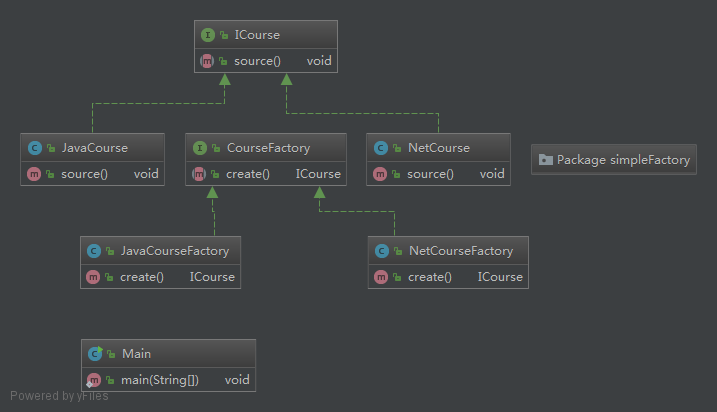 I ICourse
m source() void
C JavaCourse
m source() void
I CourseFactory
m create() ICourse
C NetCourse
m source() void
Package simpleFactory
C JavaCourseFactory
m create() ICourse
C NetCourseFactory
m create() ICourse
C Main
m main(String[]) void
Powered by yFiles